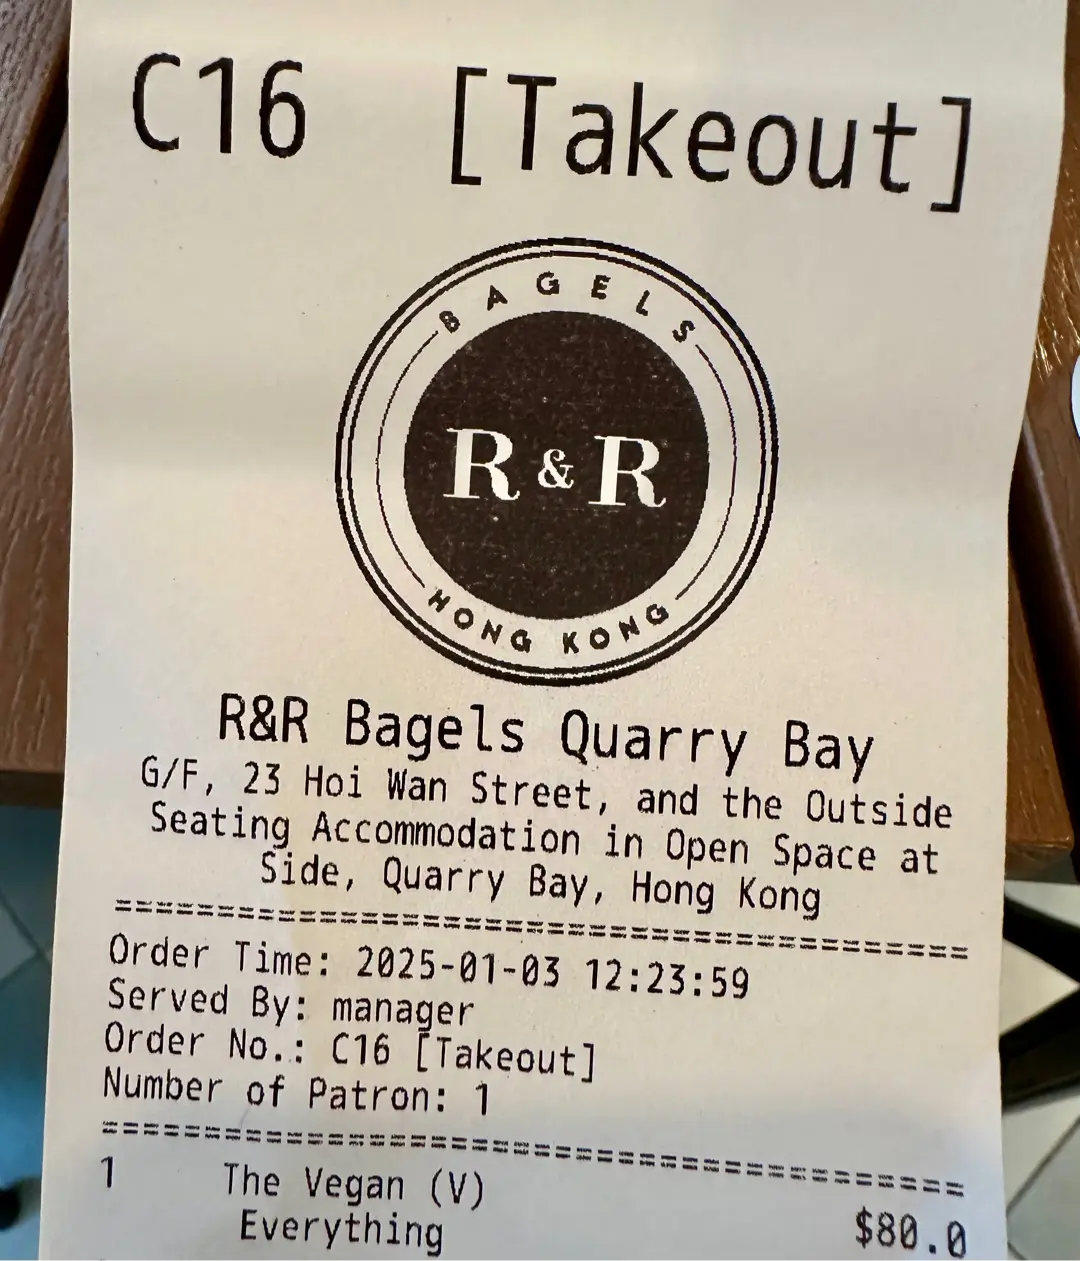 C16 [Takeout]
BAGELS
R & R
HONG KONG
R&R Bagels Quarry Bay
G/F, 23 Hoi Wan Street, and the Outside
Seating Accommodation in Open Space at
Side, Quarry Bay, Hong Kong
==========================================
Order Time: 2025-01-03 12:23:59
Served By: manager
Order No.: C16 [Takeout]
Number of Patron: 1
==========================================
1 The Vegan (V)
Everything $80.0